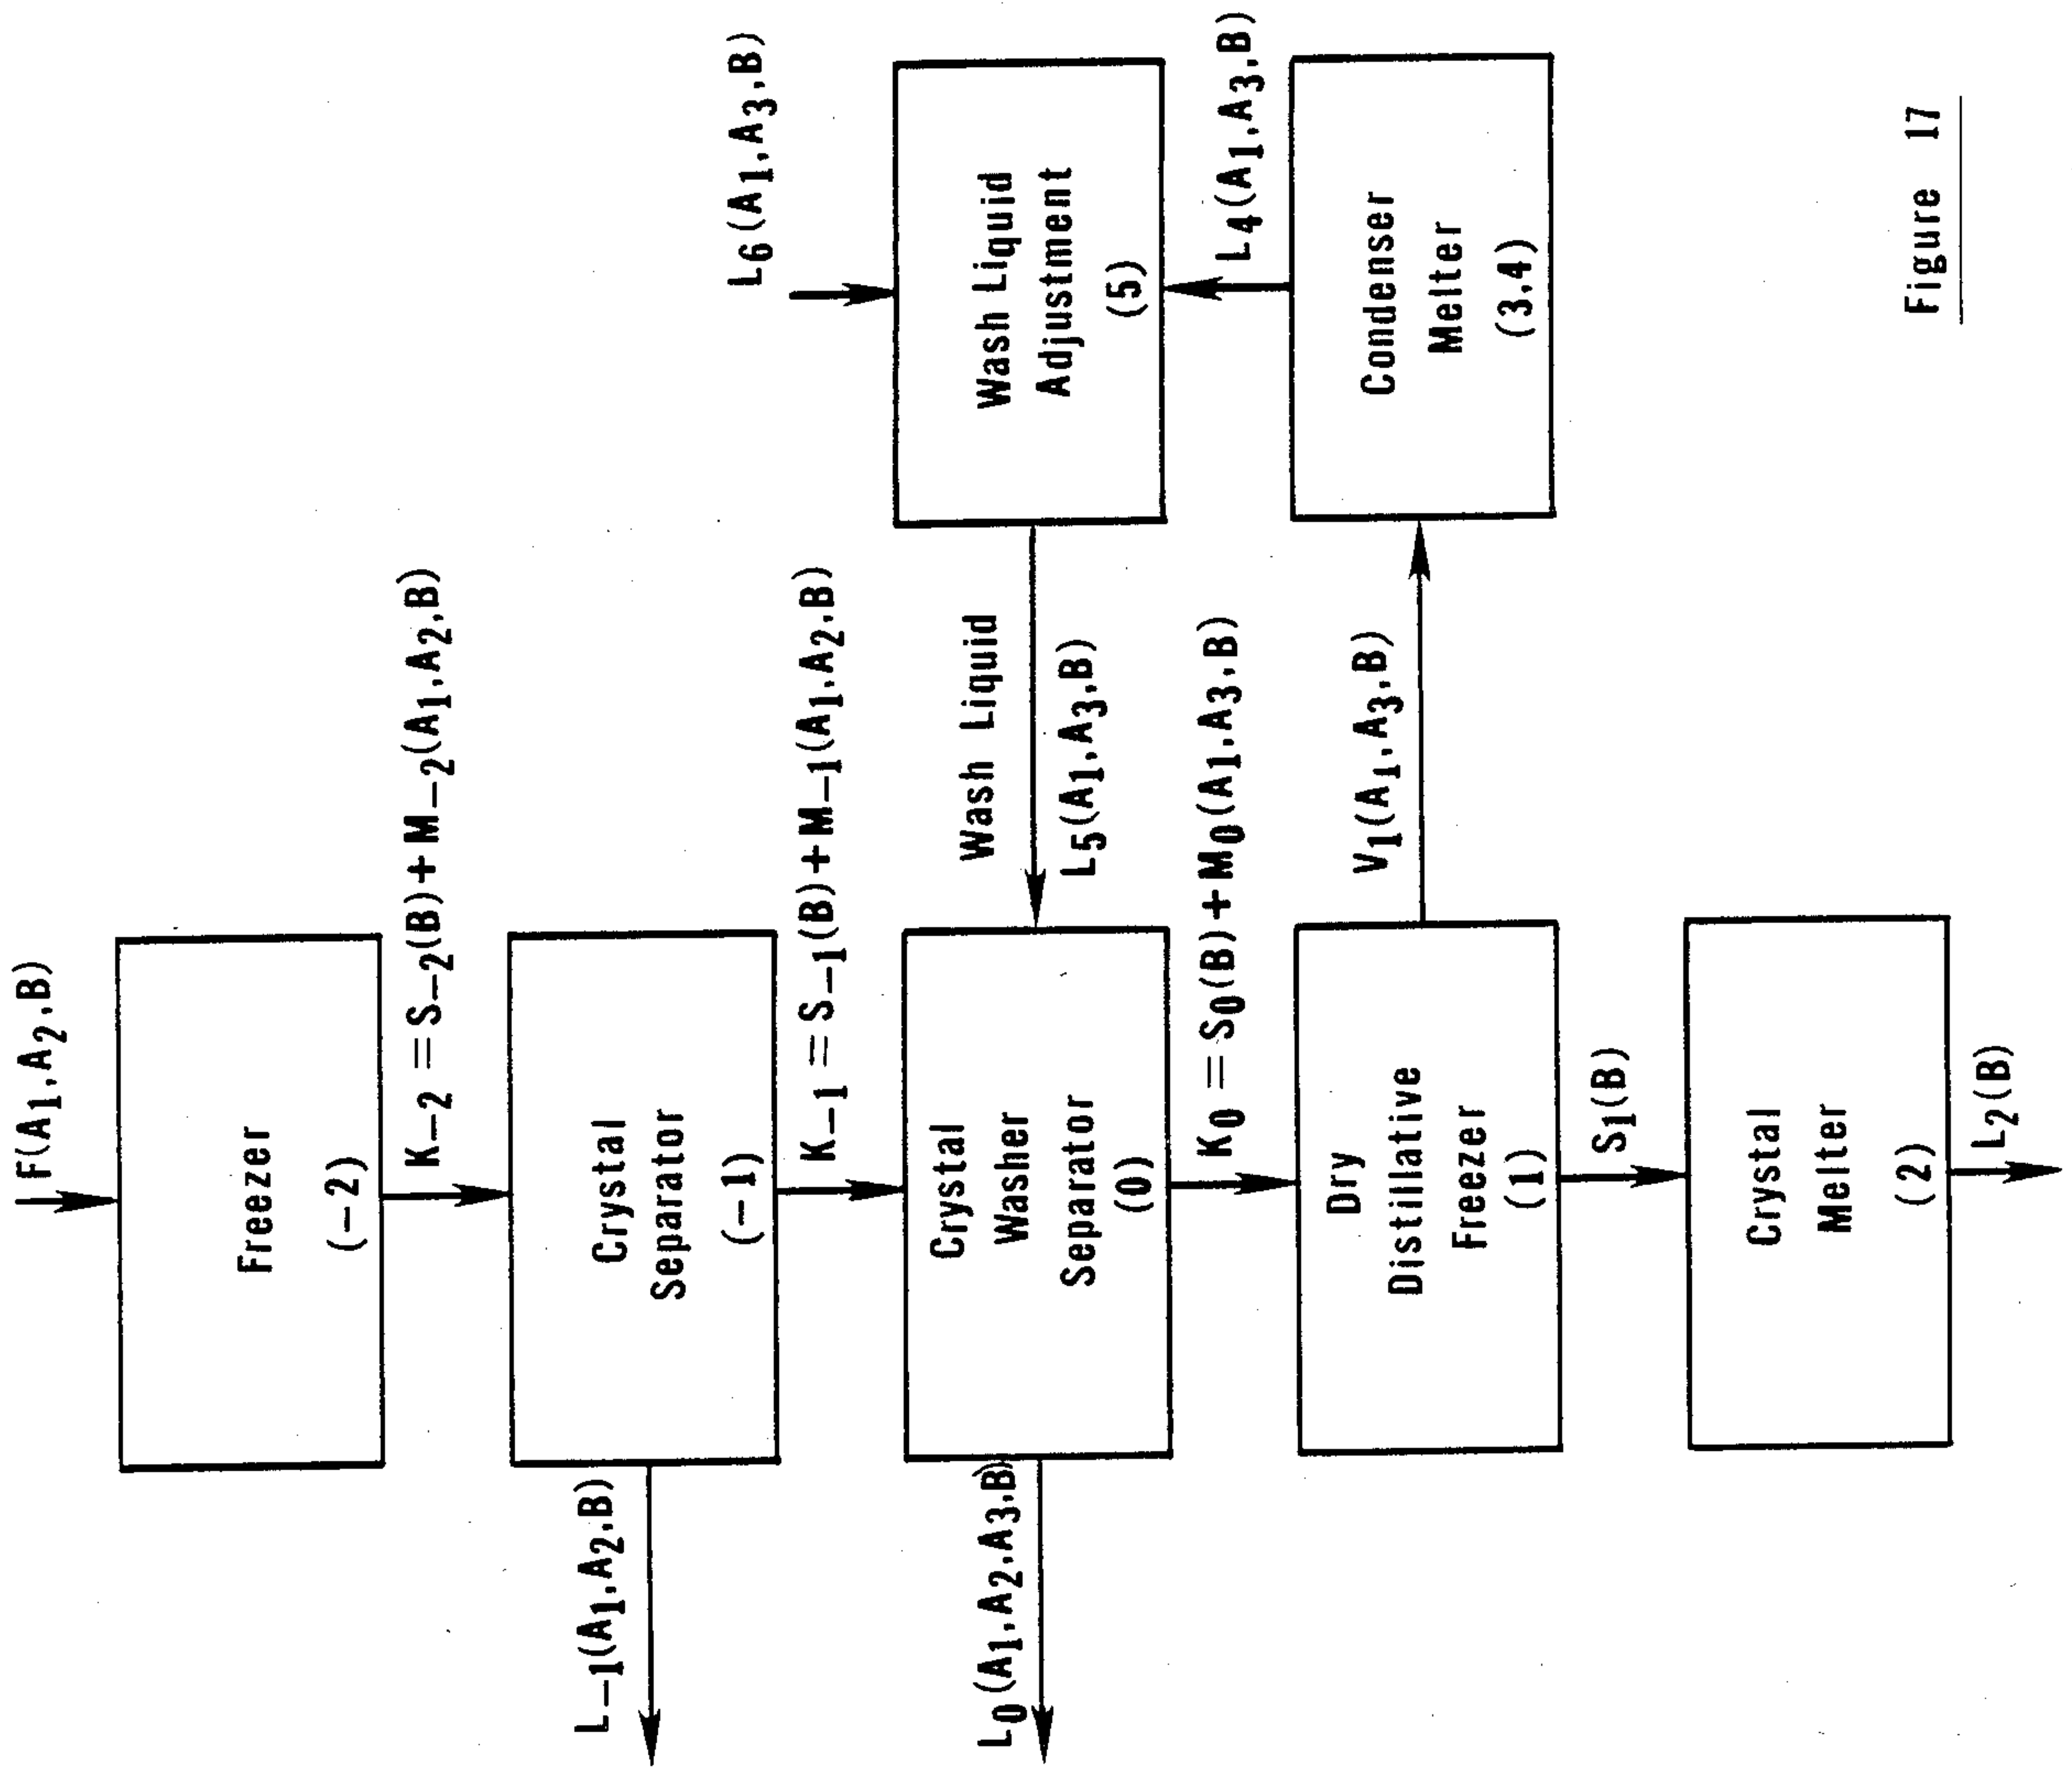 F(A1,A2,B)
Freezer
(-2)
K-2 = S-2(B)+M-2(A1,A2,B)
Crystal
Separator
(-1)
L-1(A1,A2,B)
K-1 = S-1(B)+M-1(A1,A2,B)
Crystal
Washer
Separator
(0)
L0(A1,A2,A3,B)
Wash Liquid
L5(A1,A3,B)
L6(A1,A3,B)
Wash Liquid
Adjustment
(5)
L4(A1,A3,B)
K0 = S0(B)+M0(A1,A3,B)
Dry
Distillative
Freezer
(1)
V1(A1,A3,B)
Condenser
Melter
(3,4)
S1(B)
Crystal
Melter
(2)
L2(B)
Figure 17